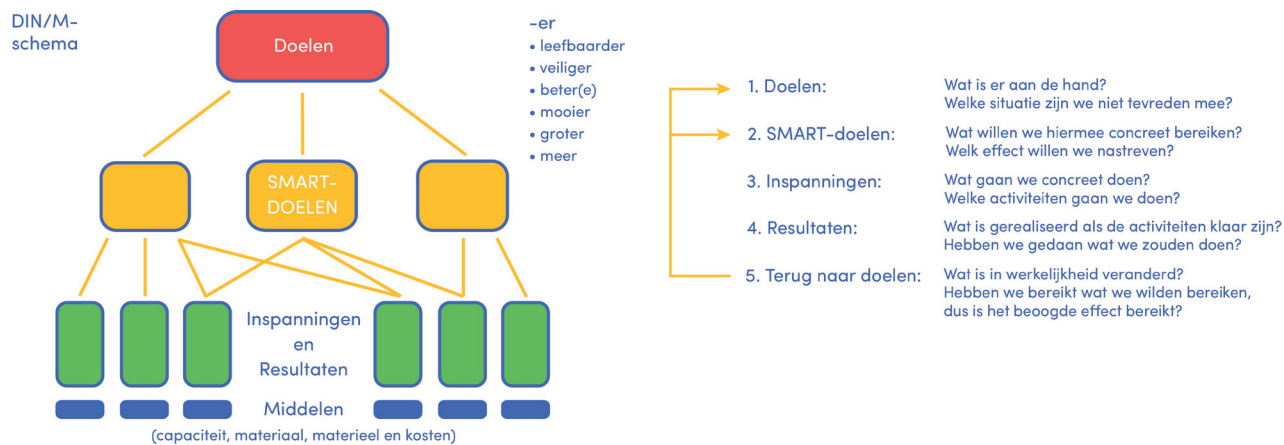 DIN/M-
schema
Doelen
-er
• leefbaarder
• veiliger
• beter(e)
• mooier
• groter
• meer
SMART-
DOELEN
Inspanningen
en
Resultaten
Middelen
(capaciteit, materiaal, materieel en kosten)
1. Doelen: Wat is er aan de hand?
Welke situatie zijn we niet tevreden mee?
2. SMART-doelen: Wat willen we hiermee concreet bereiken?
Welk effect willen we nastreven?
3. Inspanningen: Wat gaan we concreet doen?
Welke activiteiten gaan we doen?
4. Resultaten: Wat is gerealiseerd als de activiteiten klaar zijn?
Hebben we gedaan wat we zouden doen?
5. Terug naar doelen: Wat is in werkelijkheid veranderd?
Hebben we bereikt wat we wilden bereiken,
dus is het beoogde effect bereikt?